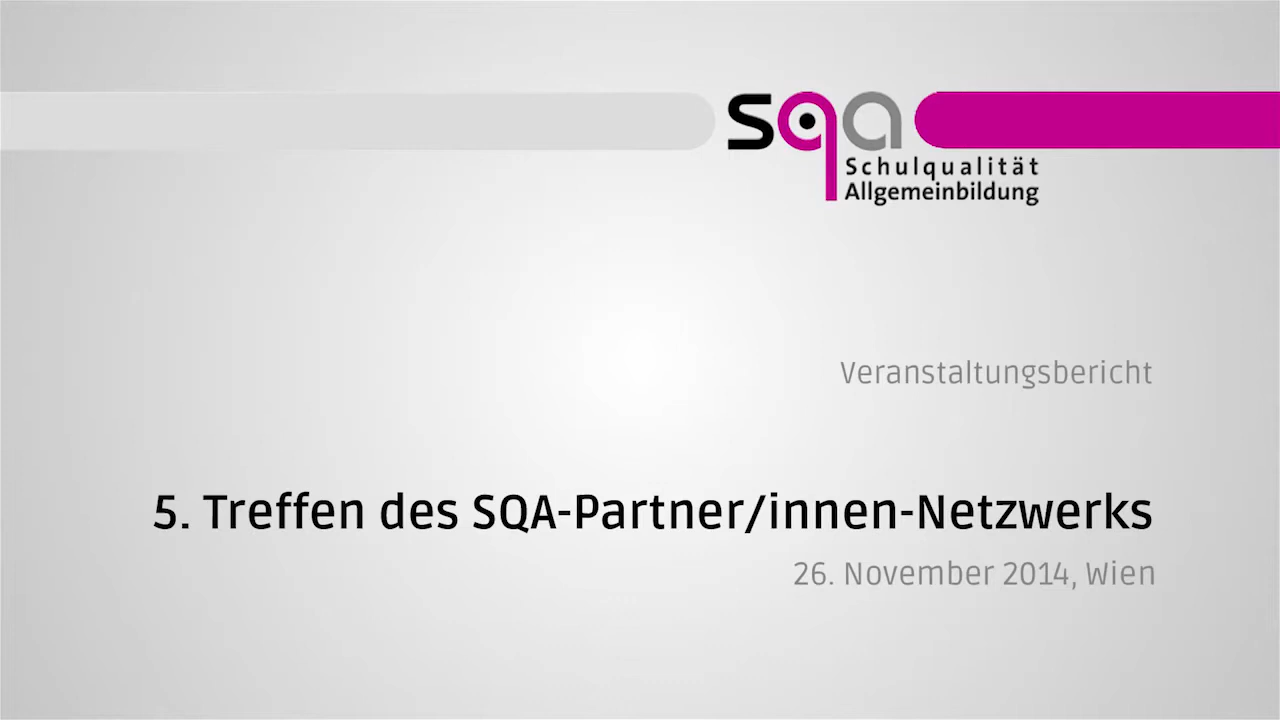 sqa
Schulqualität
Allgemeinbildung
Veranstaltungsbericht
5. Treffen des SQA-Partner/innen-Netzwerks
26. November 2014, Wien